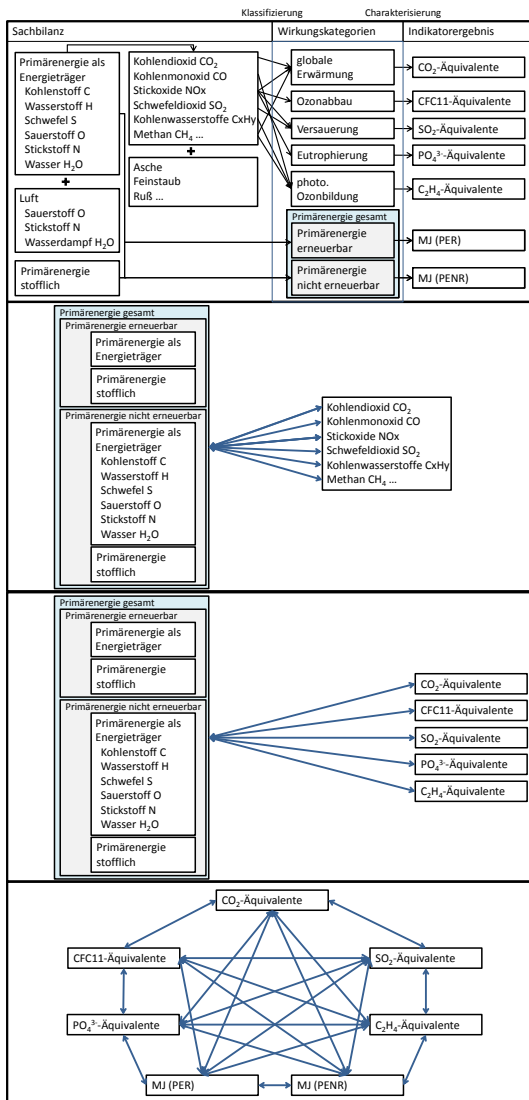 Klassifizierung
Charakterisierung
Sachbilanz
Wirkungskategorien
Indikatorergebnis
Primärenergie als
Energieträger
Kohlenstoff C
Wasserstoff H
Schwefel S
Sauerstoff O
Stickstoff N
Wasser H₂O
+
Luft
Sauerstoff O
Stickstoff N
Wasserdampf H₂O
Primärenergie
stofflich
Kohlendioxid CO₂
Kohlenmonoxid CO
Stickoxide NOx
Schwefeldioxid SO₂
Kohlenwasserstoffe CxHy
Methan CH₄ ...
+
Asche
Feinstaub
Ruß ...
globale
Erwärmung
Ozonabbau
Versauerung
Eutrophierung
photo.
Ozonbildung
Primärenergie gesamt
Primärenergie
erneuerbar
Primärenergie
nicht erneuerbar
CO₂-Äquivalente
CFC11-Äquivalente
SO₂-Äquivalente
PO₄³⁻-Äquivalente
C₂H₄-Äquivalente
MJ (PER)
MJ (PENR)
Primärenergie gesamt
Primärenergie erneuerbar
Primärenergie als
Energieträger
Primärenergie
stofflich
Primärenergie nicht erneuerbar
Primärenergie als
Energieträger
Kohlenstoff C
Wasserstoff H
Schwefel S
Sauerstoff O
Stickstoff N
Wasser H₂O
Primärenergie
stofflich
Kohlendioxid CO₂
Kohlenmonoxid CO
Stickoxide NOx
Schwefeldioxid SO₂
Kohlenwasserstoffe CxHy
Methan CH₄ ...
Primärenergie gesamt
Primärenergie erneuerbar
Primärenergie als
Energieträger
Primärenergie
stofflich
Primärenergie nicht erneuerbar
Primärenergie als
Energieträger
Kohlenstoff C
Wasserstoff H
Schwefel S
Sauerstoff O
Stickstoff N
Wasser H₂O
Primärenergie
stofflich
CO₂-Äquivalente
CFC11-Äquivalente
SO₂-Äquivalente
PO₄³⁻-Äquivalente
C₂H₄-Äquivalente
CO₂-Äquivalente
CFC11-Äquivalente
SO₂-Äquivalente
PO₄³⁻-Äquivalente
C₂H₄-Äquivalente
MJ (PER)
MJ (PENR)